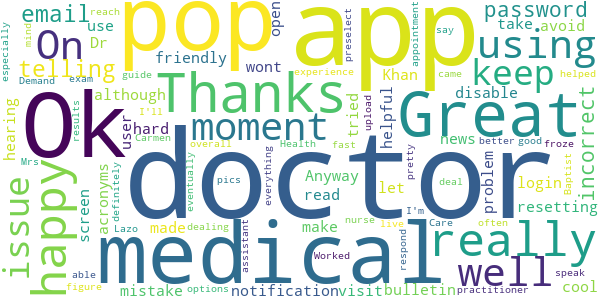 email
pop
app
open
password
On
Dr
use
friendly
wont
using
take
avoid
telling
Khan
keep
disable
especially
Demand
exam
guide
experience
mind
reach
preselect
appointment
say
came
helped
Ok
Thanks
Great
although
I'll
user
hard
moment
tried
upload
helpful
news
better
good
froze
incorrect
hearing
results
Carmen
overall
Health
fast
pretty
happy
acronyms
doctor
Mrs
definitely
eventually
everything
Anyway
read
let
deal
problem
login
Baptist
resetting
issue
screen
Lazo
pics
medical
nurse
I'm
Care
often
really
able
made
dealing
assistant
make
live
respond
well
figure
mistake
options
notification
Worked
visit
bulletin
practitioner
speak
cool